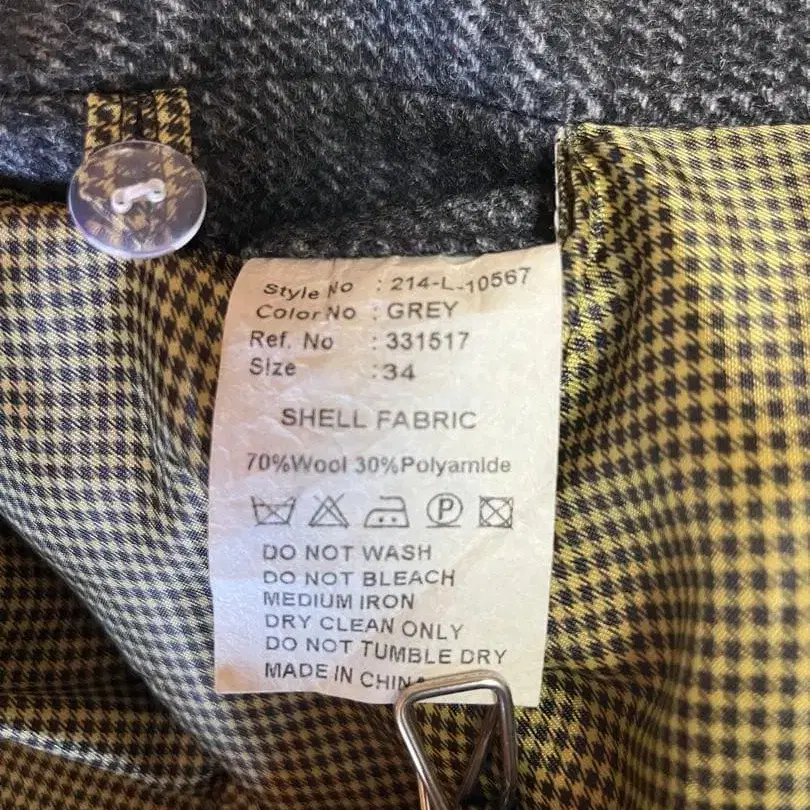 Style No : 214-L-10567
Color No : GREY
Ref. No : 331517
Size : 34
SHELL FABRIC
70%Wool 30%Polyamide
P
DO NOT WASH
DO NOT BLEACH
MEDIUM IRON
DRY CLEAN ONLY
DO NOT TUMBLE DRY
MADE IN CHINA